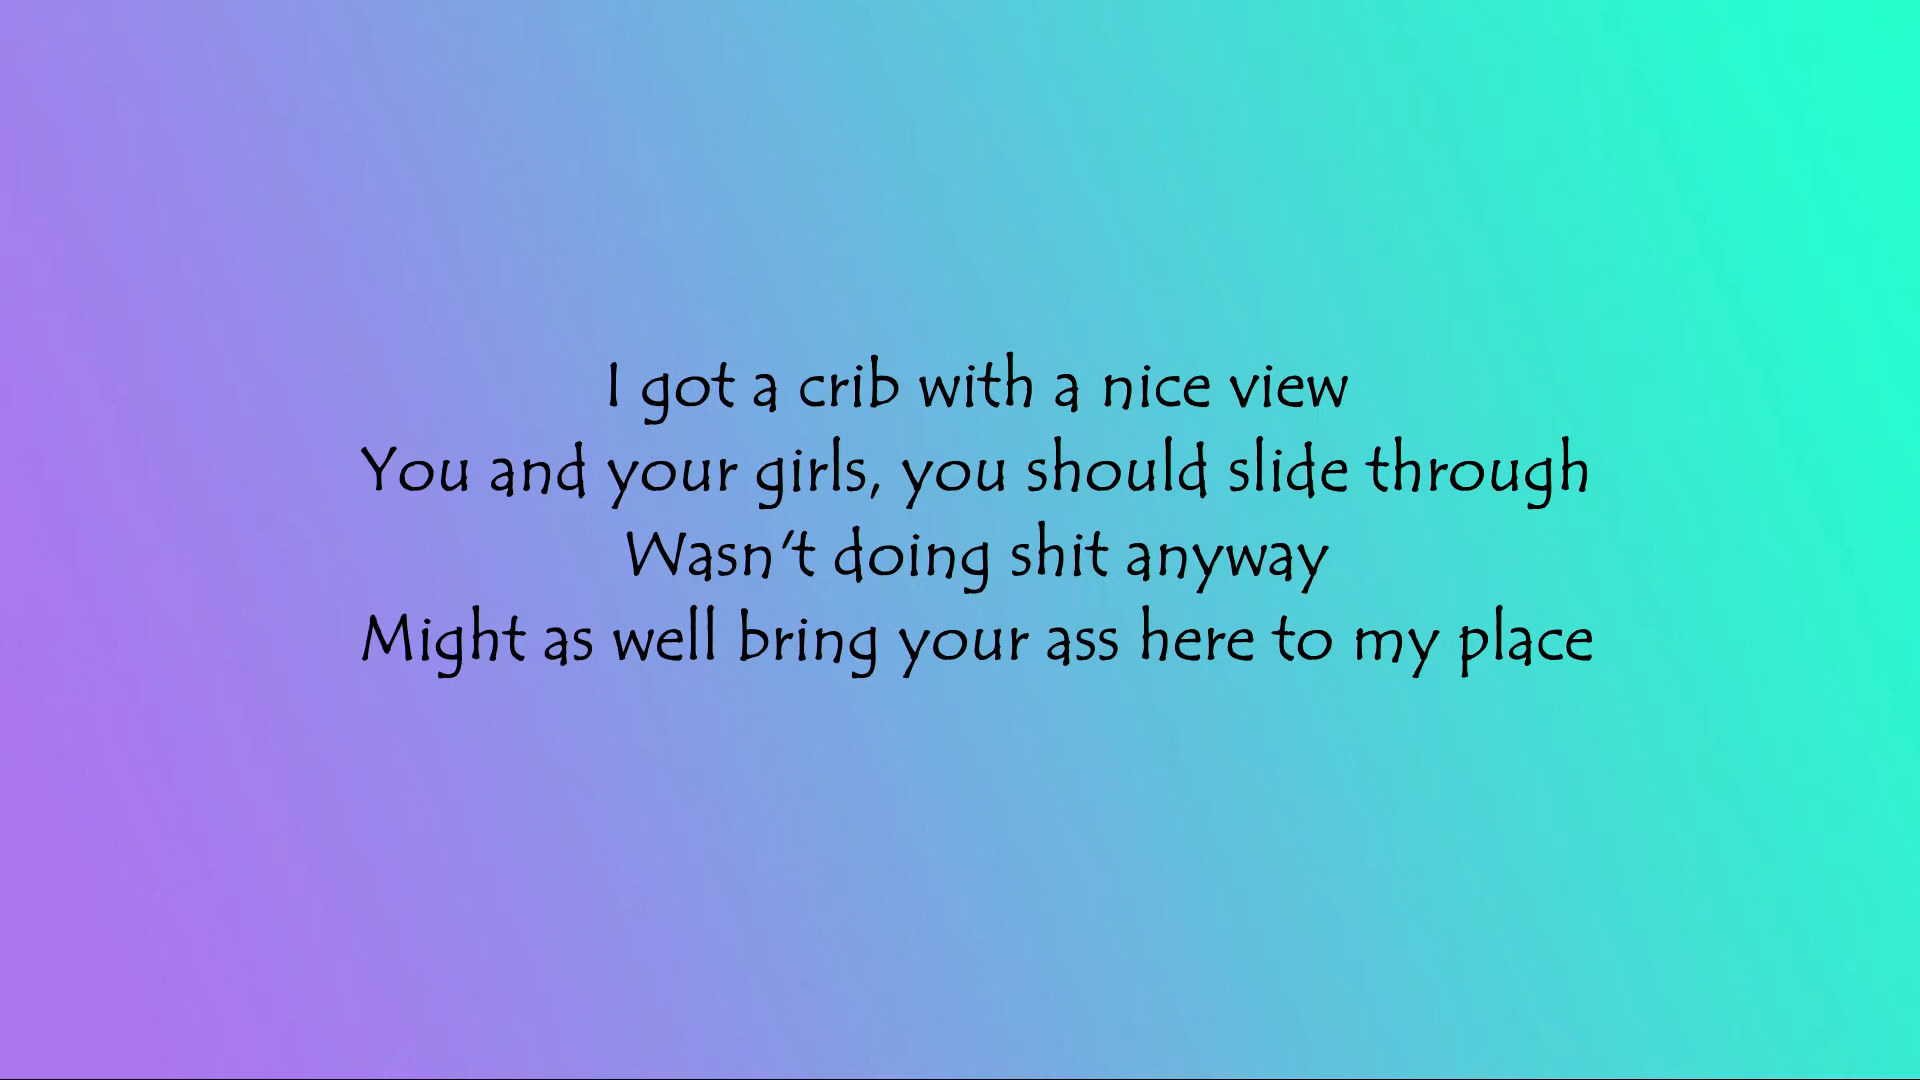 I got a crib with a nice view
You and your girls, you should slide through
Wasn't doing shit anyway
Might as well bring your ass here to my place